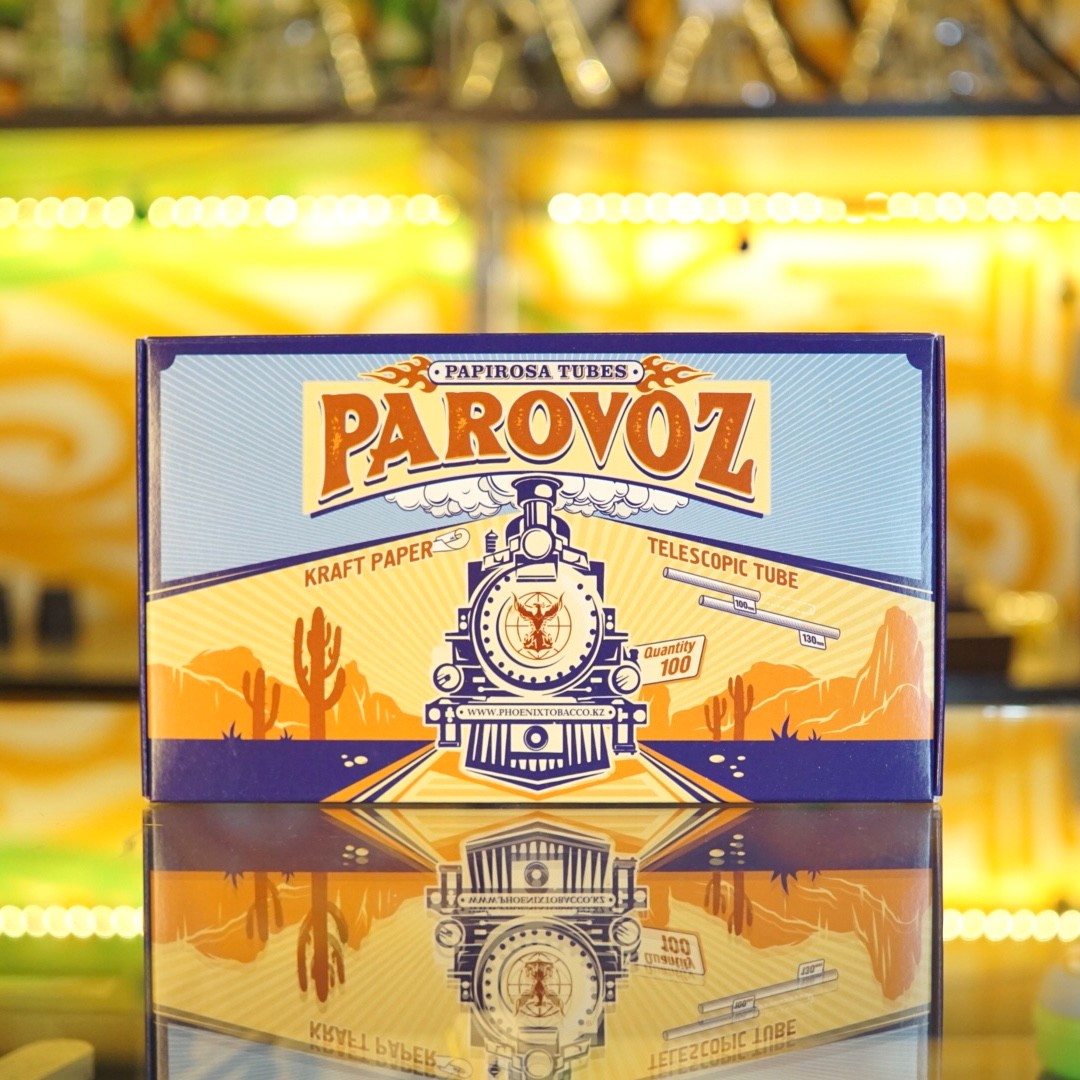 PAPIROSA TUBES
PAROVOZ
KRAFT PAPER
TELESCOPIC TUBE
100mm
130mm
Quantity
100
WWW.PHOENIXTOBACCO.KZ